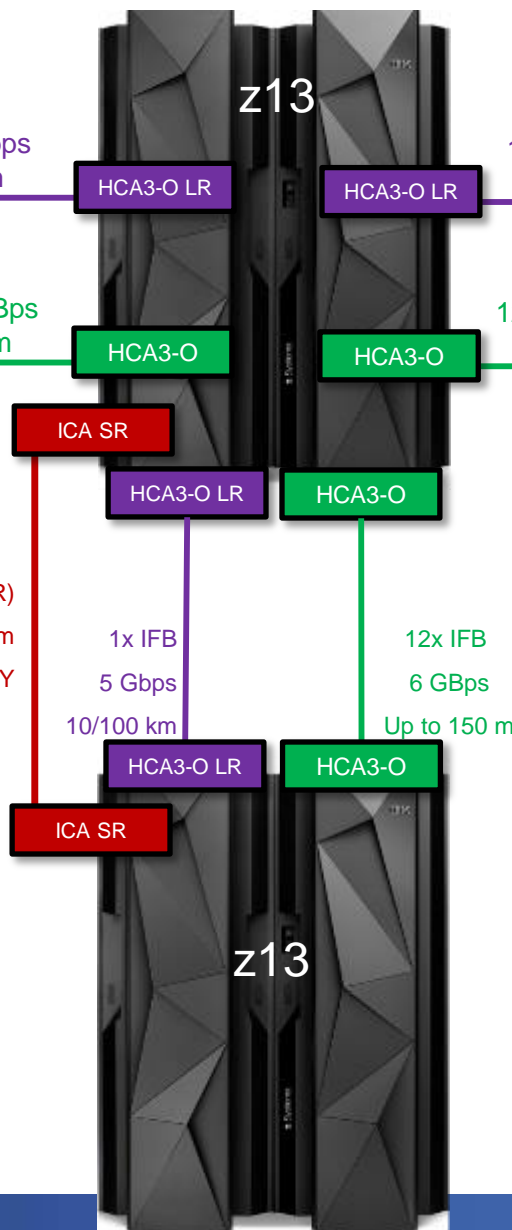 z13
HCA3-O LR
HCA3-O LR
HCA3-O
HCA3-O
ICA SR
HCA3-O LR
HCA3-O
1x IFB
5 Gbps
10/100 km
12x IFB
6 GBps
Up to 150 m
HCA3-O LR
HCA3-O
ICA SR
z13